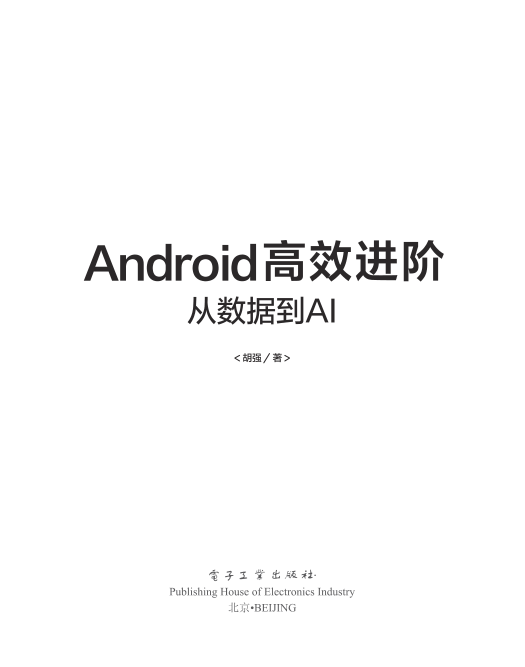 Android高效进阶
从数据到AI
<胡强/著>
電子工業出版社
Publishing House of Electronics Industry
北京•BEIJING